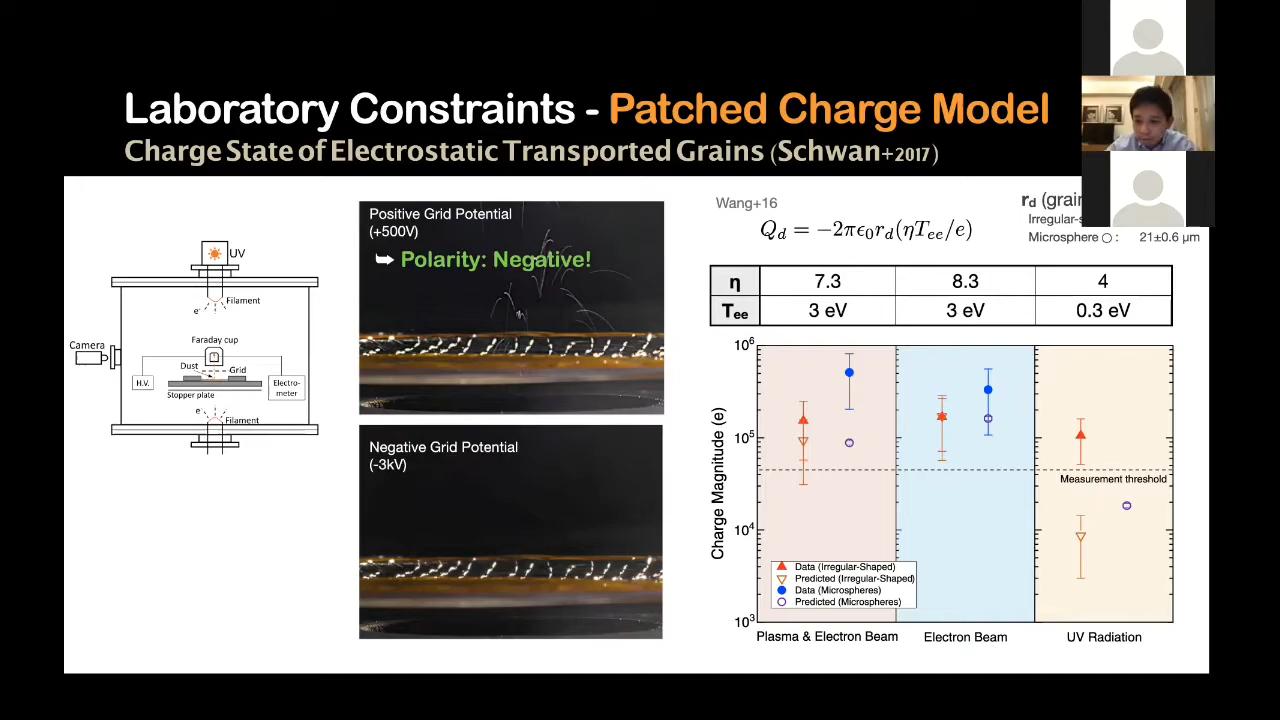 Laboratory Constraints - Patched Charge Model
Charge State of Electrostatic Transported Grains (Schwan+2017)
UV
Filament
e⁻
Camera
Faraday cup
Dust
Grid
H.V.
Electro-
meter
Stopper plate
e⁻
Filament
Positive Grid Potential
(+500V)
Polarity: Negative!
Negative Grid Potential
(-3kV)
Wang+16
Q_d = −2πϵ₀r_d(ηT_ee/e)
r_d
Microsphere ○ : 21±0.6 μm
η 7.3 8.3 4
T_ee 3 eV 3 eV 0.3 eV
Charge Magnitude (e)
10⁶
10⁵
10⁴
10³
Measurement threshold
Data (Irregular-Shaped)
Predicted (Irregular-Shaped)
Data (Microspheres)
Predicted (Microspheres)
Plasma & Electron Beam
Electron Beam
UV Radiation